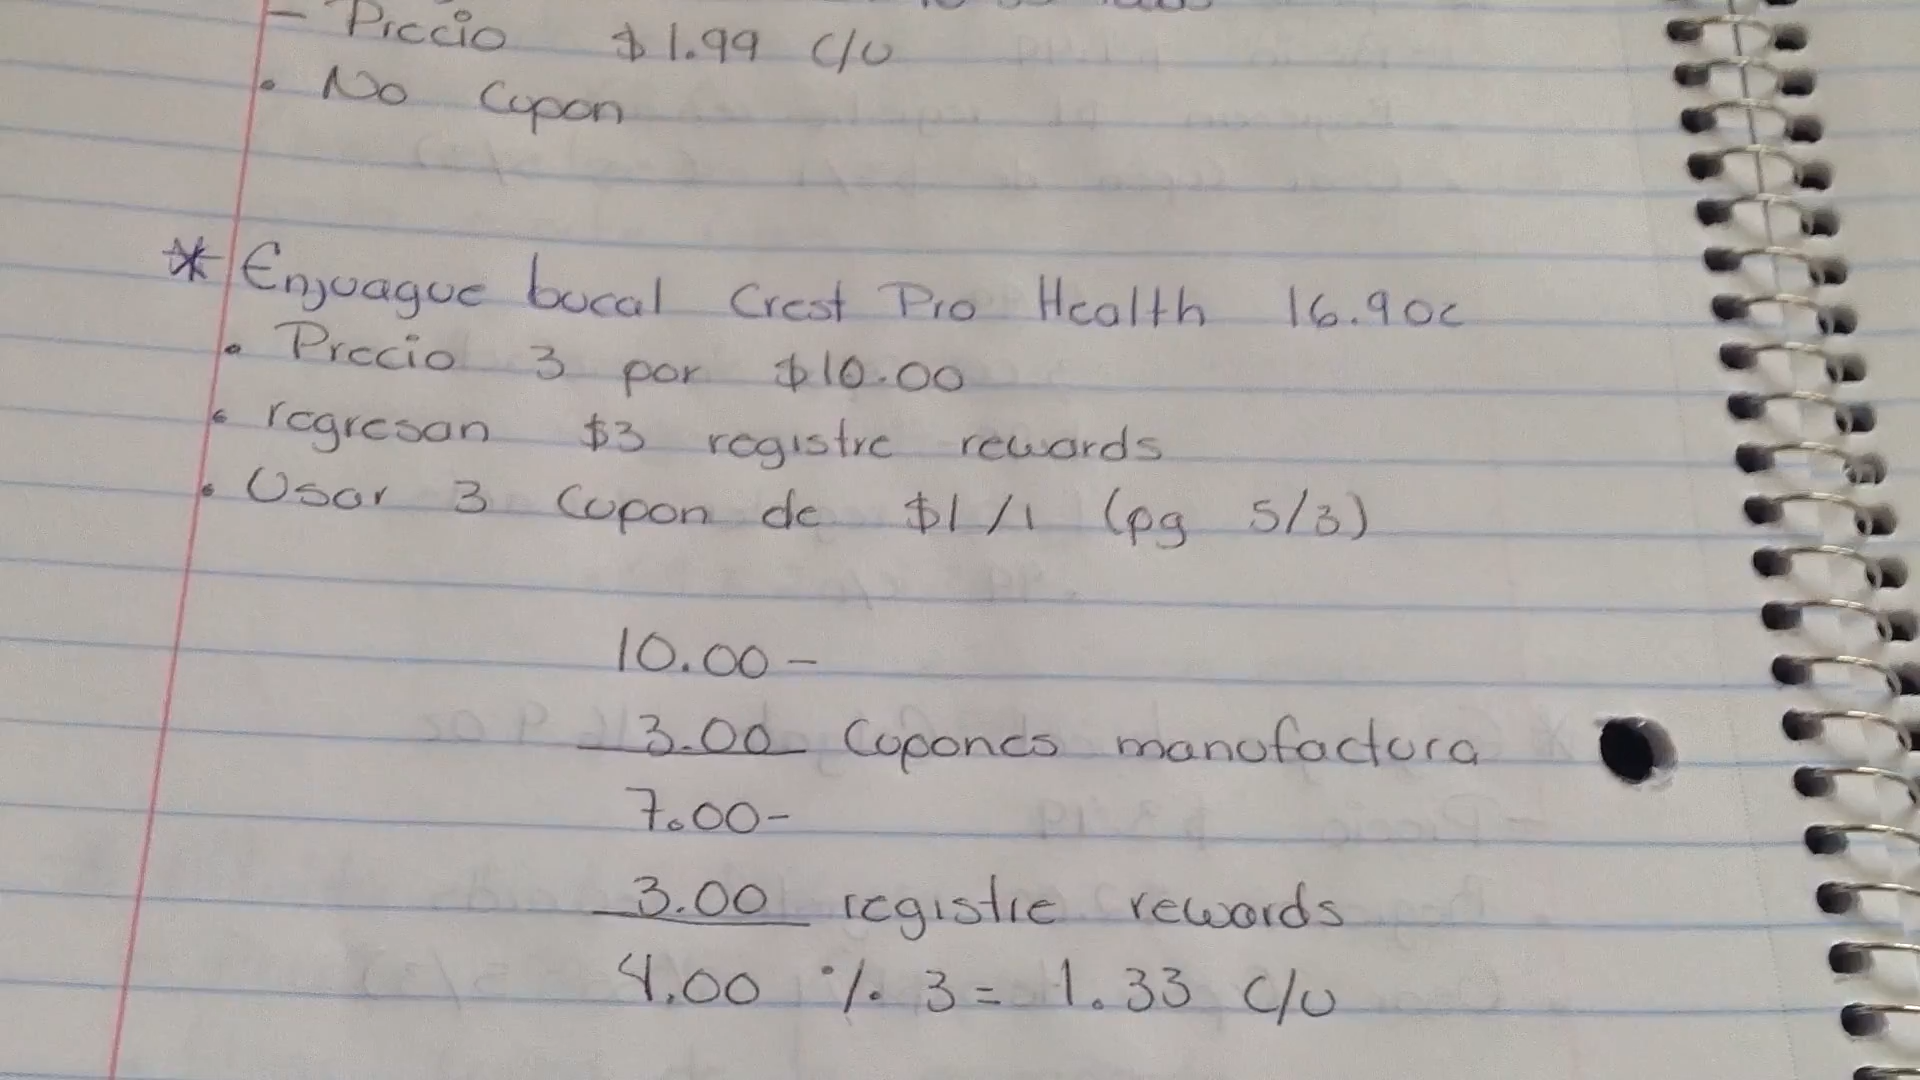 - Precio $1.99 c/u
• No Cupon
* Enjuague bucal Crest Pro Health 16.9oz
• Precio 3 por $10.00
• regresan $3 registre rewards
• Usar 3 Cupon de $1/1 (pg 5/3)
10.00-
3.00 Cupones manufactura
7.00-
3.00 registre rewards
4.00 % 3= 1.33 c/u